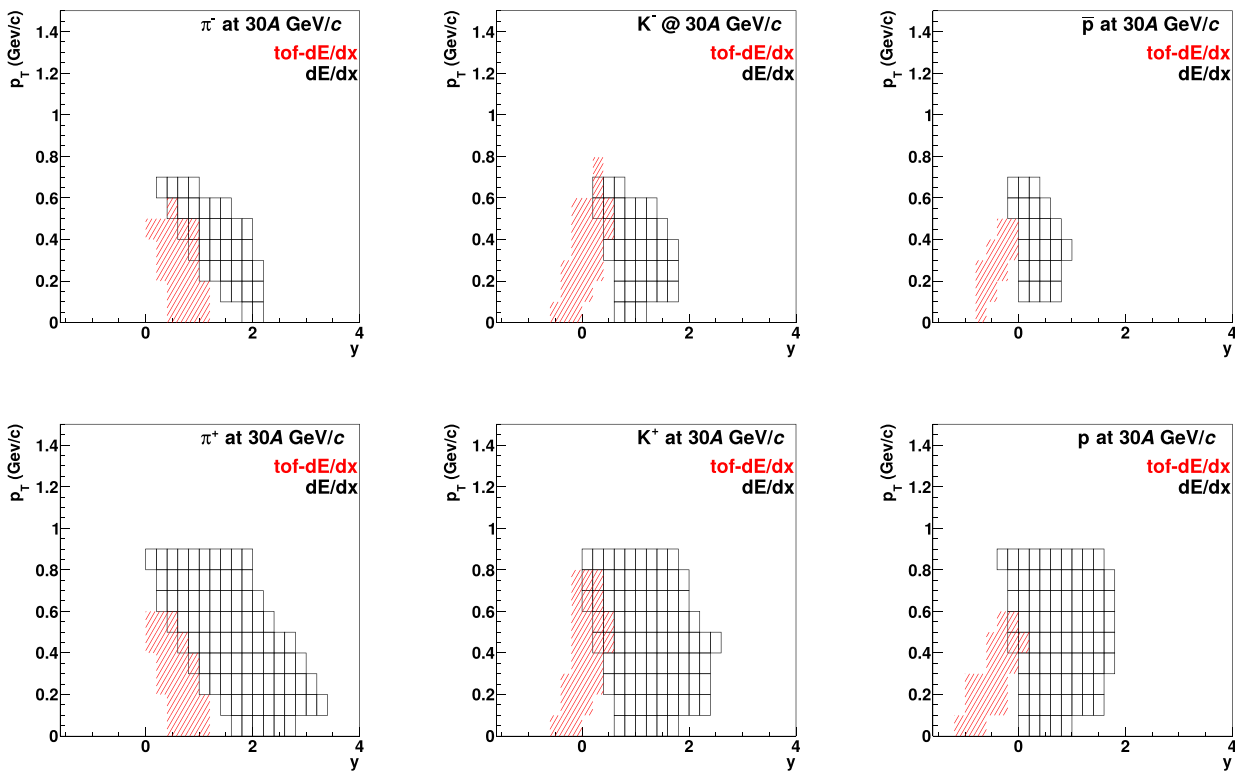 π⁻ at 30A GeV/c
tof-dE/dx
dE/dx
p_T (Gev/c)
1.4
1.2
1
0.8
0.6
0.4
0.2
0
0 2 4
y
K⁻ @ 30A GeV/c
tof-dE/dx
dE/dx
p_T (Gev/c)
1.4
1.2
1
0.8
0.6
0.4
0.2
0
0 2 4
y
p̅ at 30A GeV/c
tof-dE/dx
dE/dx
p_T (Gev/c)
1.4
1.2
1
0.8
0.6
0.4
0.2
0
0 2 4
y
π⁺ at 30A GeV/c
tof-dE/dx
dE/dx
p_T (Gev/c)
1.4
1.2
1
0.8
0.6
0.4
0.2
0
0 2 4
y
K⁺ at 30A GeV/c
tof-dE/dx
dE/dx
p_T (Gev/c)
1.4
1.2
1
0.8
0.6
0.4
0.2
0
0 2 4
y
p at 30A GeV/c
tof-dE/dx
dE/dx
p_T (Gev/c)
1.4
1.2
1
0.8
0.6
0.4
0.2
0
0 2 4
y